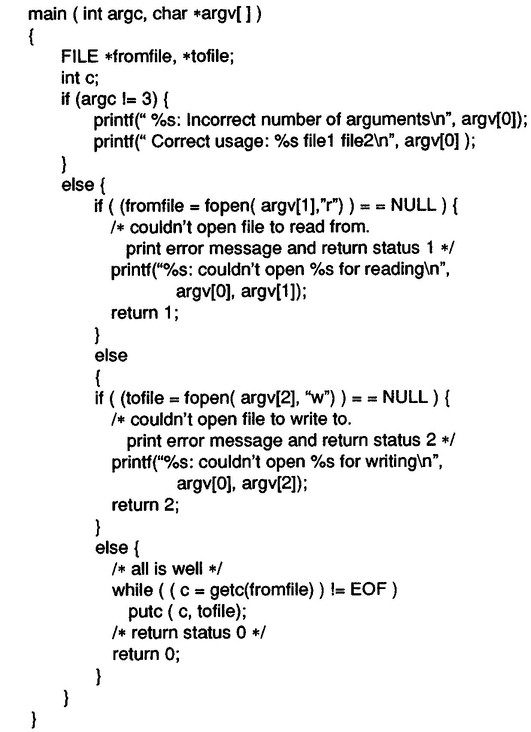 main ( int argc, char *argv[ ] )
{
FILE *fromfile, *tofile;
int c;
if (argc != 3) {
printf(“ %s: Incorrect number of arguments\n”, argv[0]);
printf(“ Correct usage: %s file1 file2\n”, argv[0] );
}
else {
if ( (fromfile = fopen( argv[1],”r”) ) = = NULL ) {
/* couldn’t open file to read from.
print error message and return status 1 */
printf(“%s: couldn’t open %s for reading\n”,
argv[0], argv[1]);
return 1;
}
else
{
if ( (tofile = fopen( argv[2], “w”) ) = = NULL ) {
/* couldn’t open file to write to.
print error message and return status 2 */
printf(“%s: couldn’t open %s for writing\n”,
argv[0], argv[2]);
return 2;
}
else {
/* all is well */
while ( ( c = getc(fromfile) ) != EOF )
putc ( c, tofile);
/* return status 0 */
return 0;
}
}
}